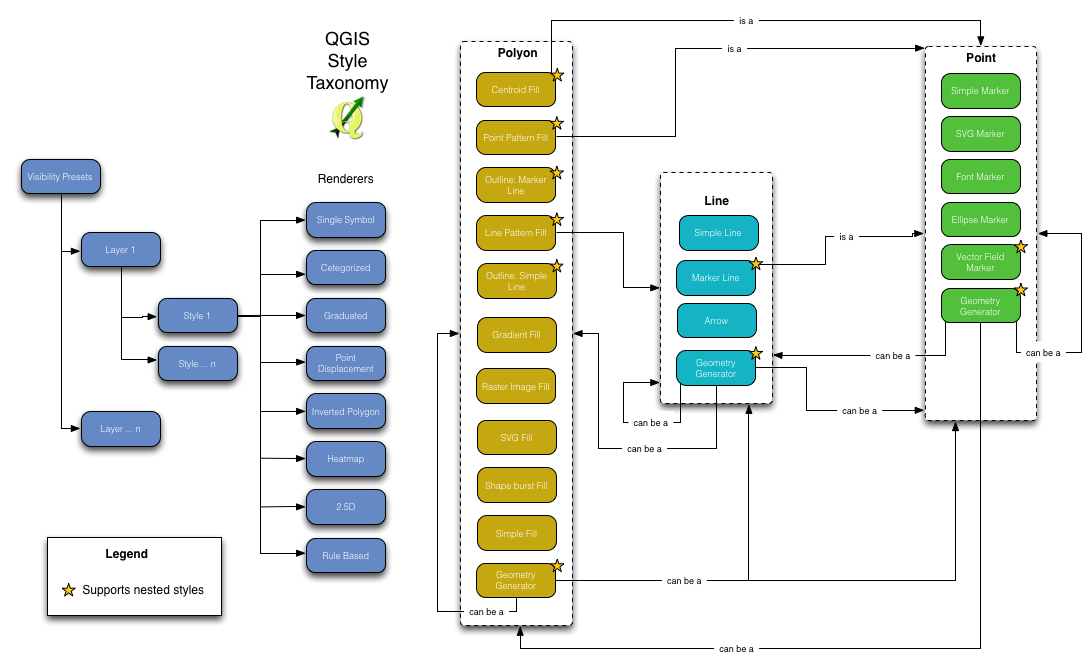 QGIS
Style
Taxonomy
Visibility Presets
Layer 1
Style 1
Style ... n
Layer ... n
Renderers
Single Symbol
Cetegorized
Graduated
Point
Displacement
Inverted Polygon
Heatmap
2.5D
Rule Based
Legend
Supports nested styles
Polyon
Centroid Fill
Point Pattern Fill
Outline: Marker
Line
Line Pattern Fill
Outline: Simple
Line
Gradient Fill
Raster Image Fill
SVG Fill
Shape burst Fill
Simple Fill
Geometry
Generator
can be a
Line
Simple Line
Marker Line
Arrow
Geometry
Generator
can be a
can be a
can be a
can be a
is a
is a
is a
can be a
can be a
Point
Simple Marker
SVG Marker
Font Marker
Ellipse Marker
Vector Field
Marker
Geometry
Generator
can be a
can be a